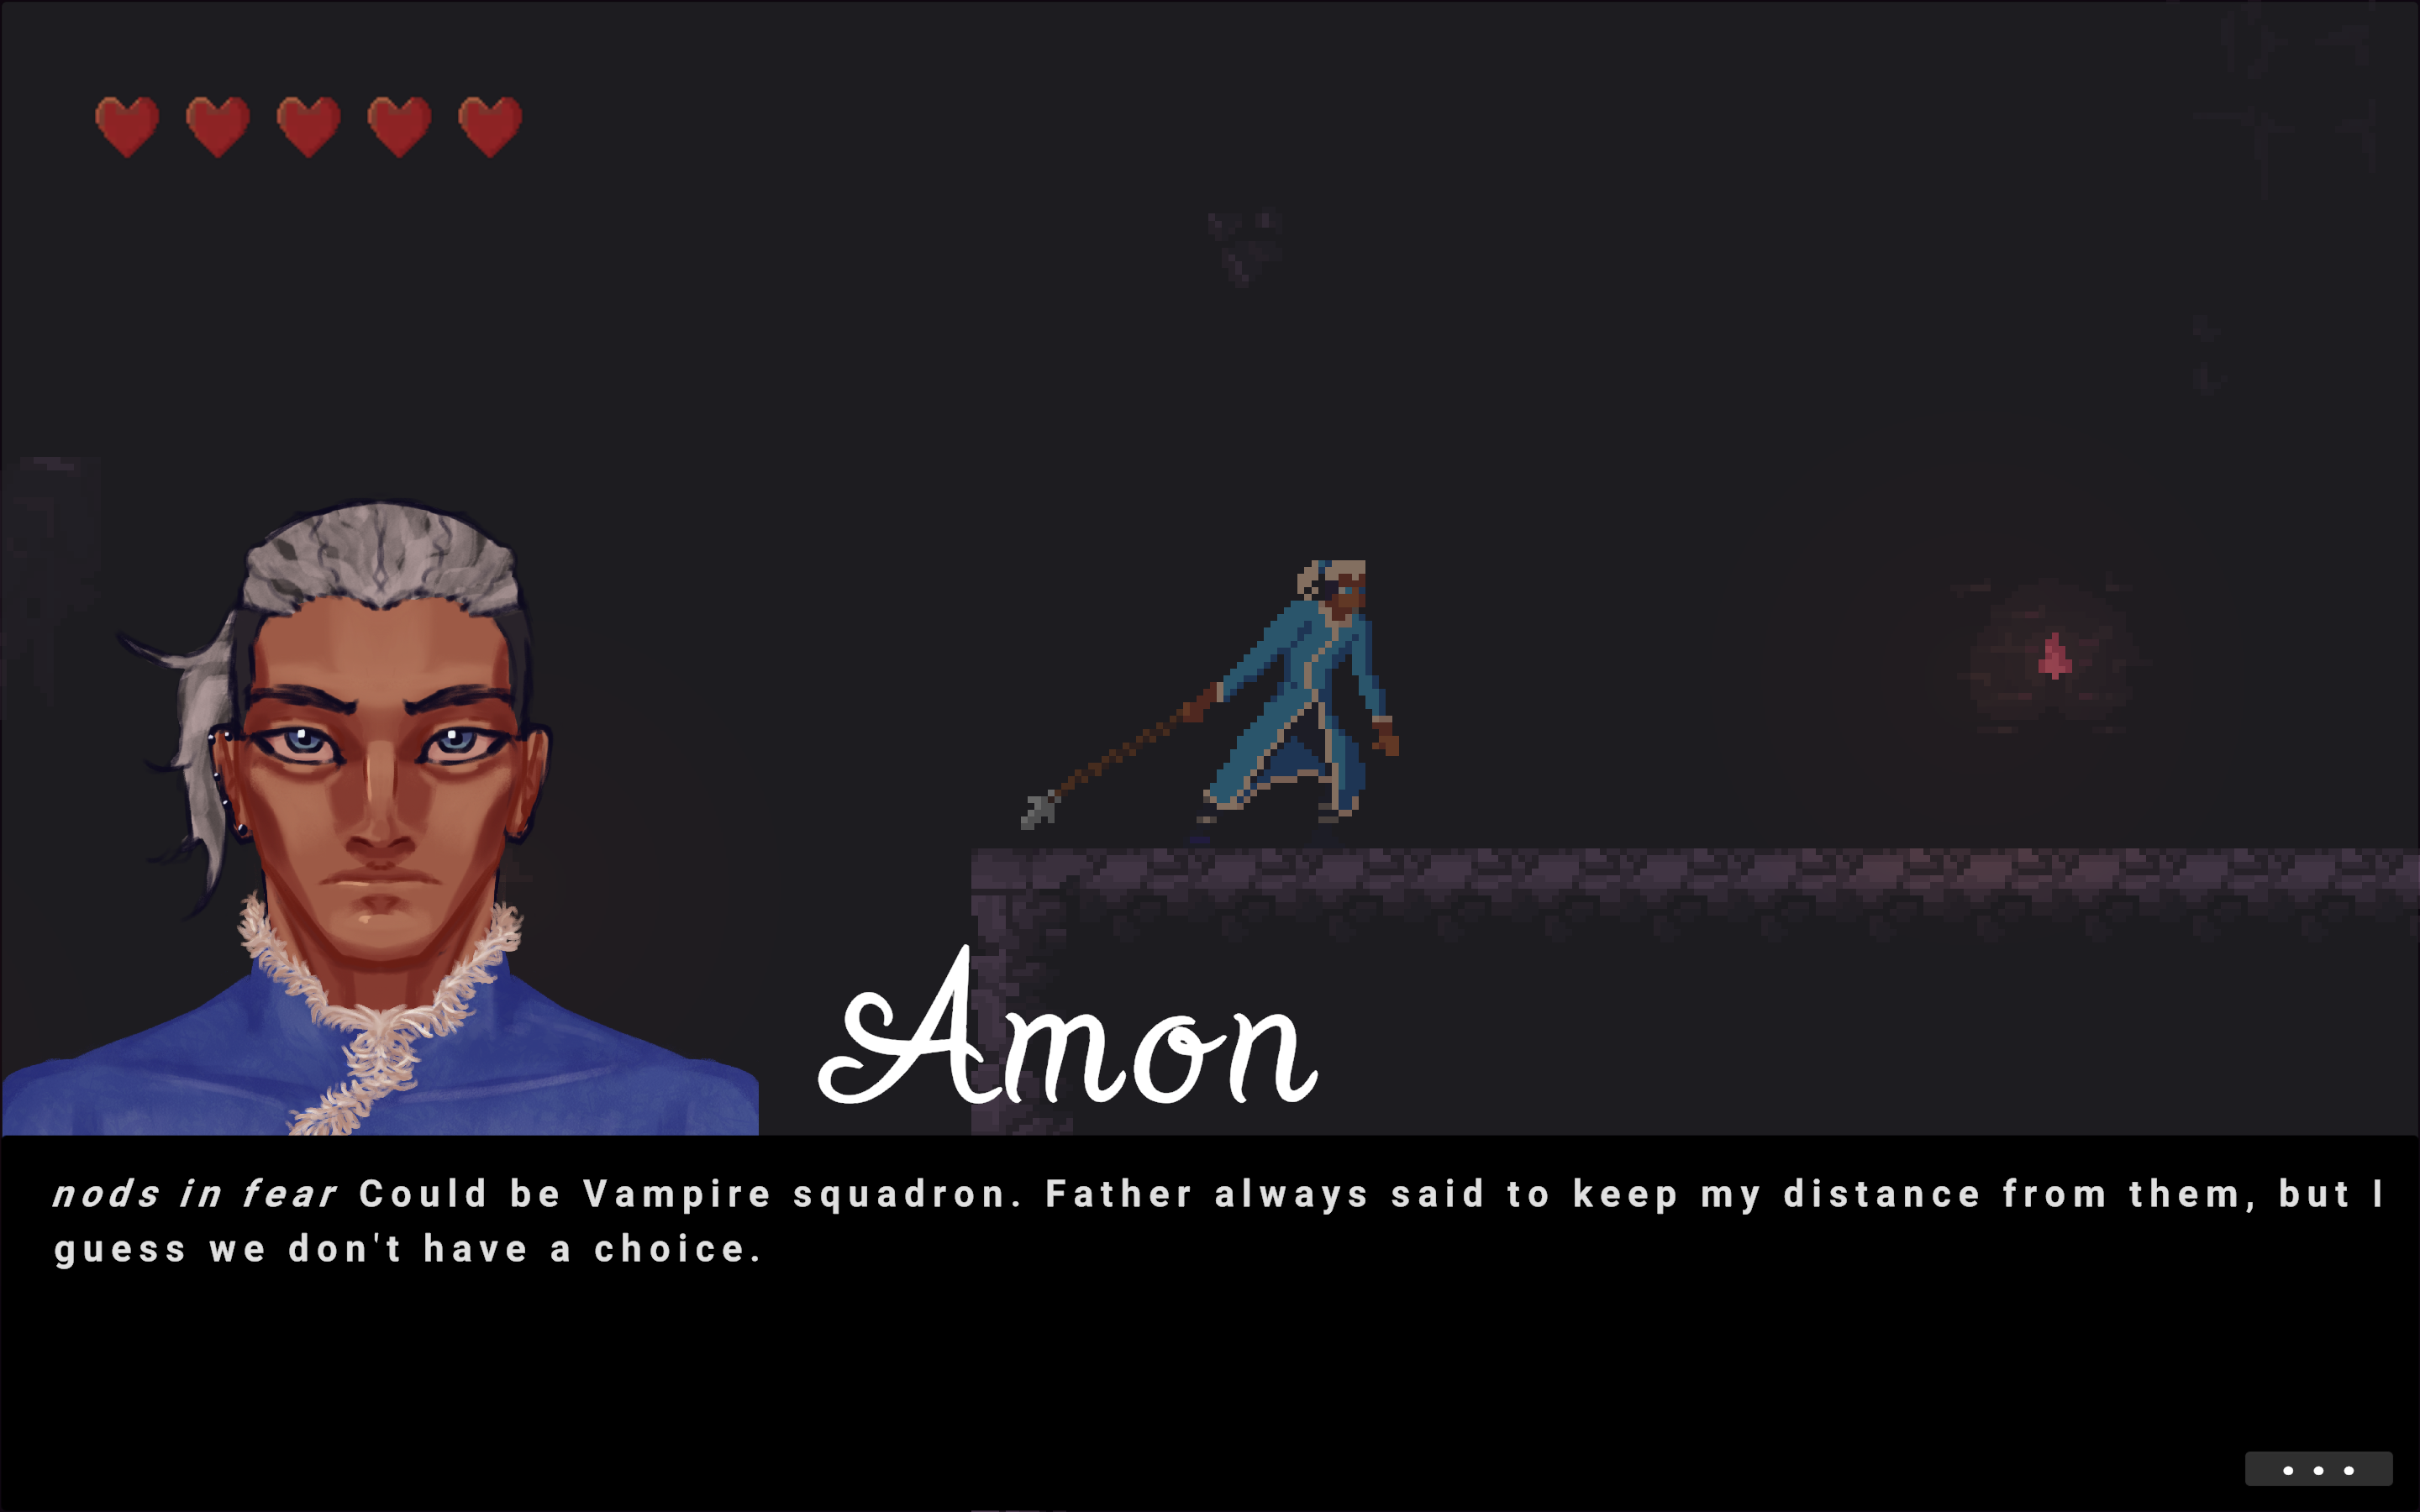 Amon
nods in fear Could be Vampire squadron. Father always said to keep my distance from them, but I
guess we don't have a choice.